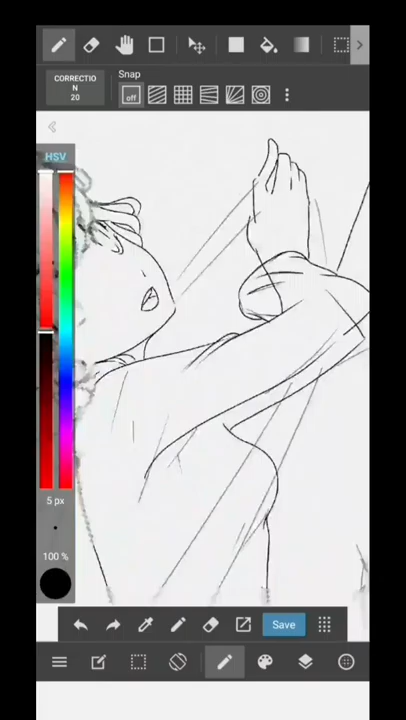 Snap
CORRECTIO
N
20
off
HSV
5 px
100 %
Save